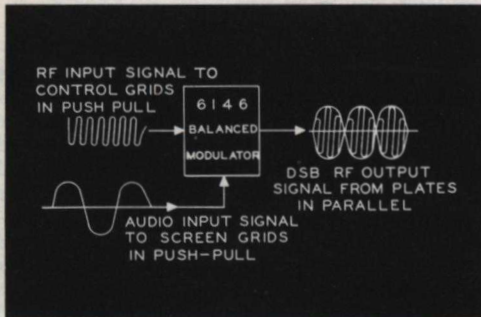 RF INPUT SIGNAL TO
CONTROL GRIDS
IN PUSH PULL
6146
BALANCED
MODULATOR
DSB RF OUTPUT
SIGNAL FROM PLATES
IN PARALLEL
AUDIO INPUT SIGNAL
TO SCREEN GRIDS
IN PUSH-PULL